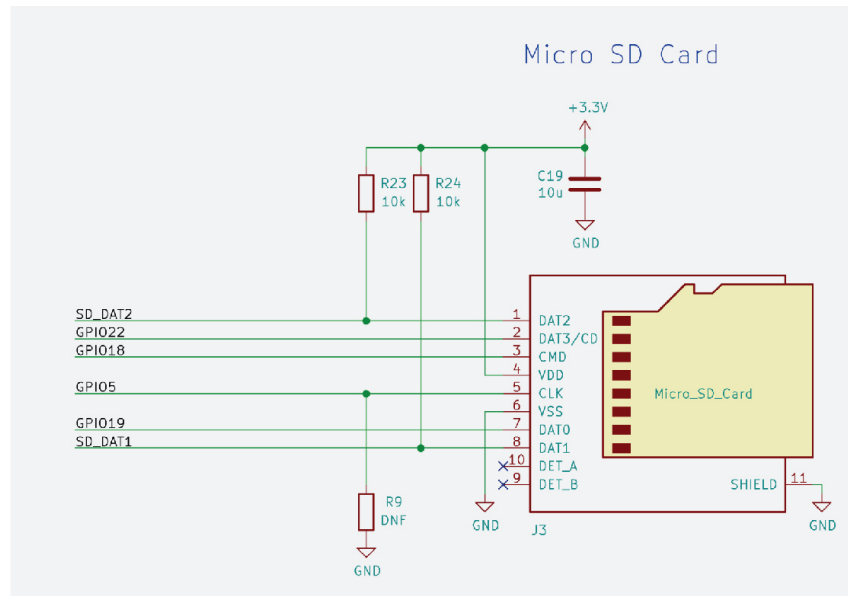 Micro SD Card
+3.3V
R23
10k
R24
10k
C19
10u
GND
SD_DAT2
GPIO22
GPIO18
GPIO5
GPIO19
SD_DAT1
1 DAT2
2 DAT3/CD
3 CMD
4 VDD
5 CLK
6 VSS
7 DAT0
8 DAT1
10 DET_A
9 DET_B
Micro_SD_Card
SHIELD 11
R9
DNF
GND
GND
J3
GND